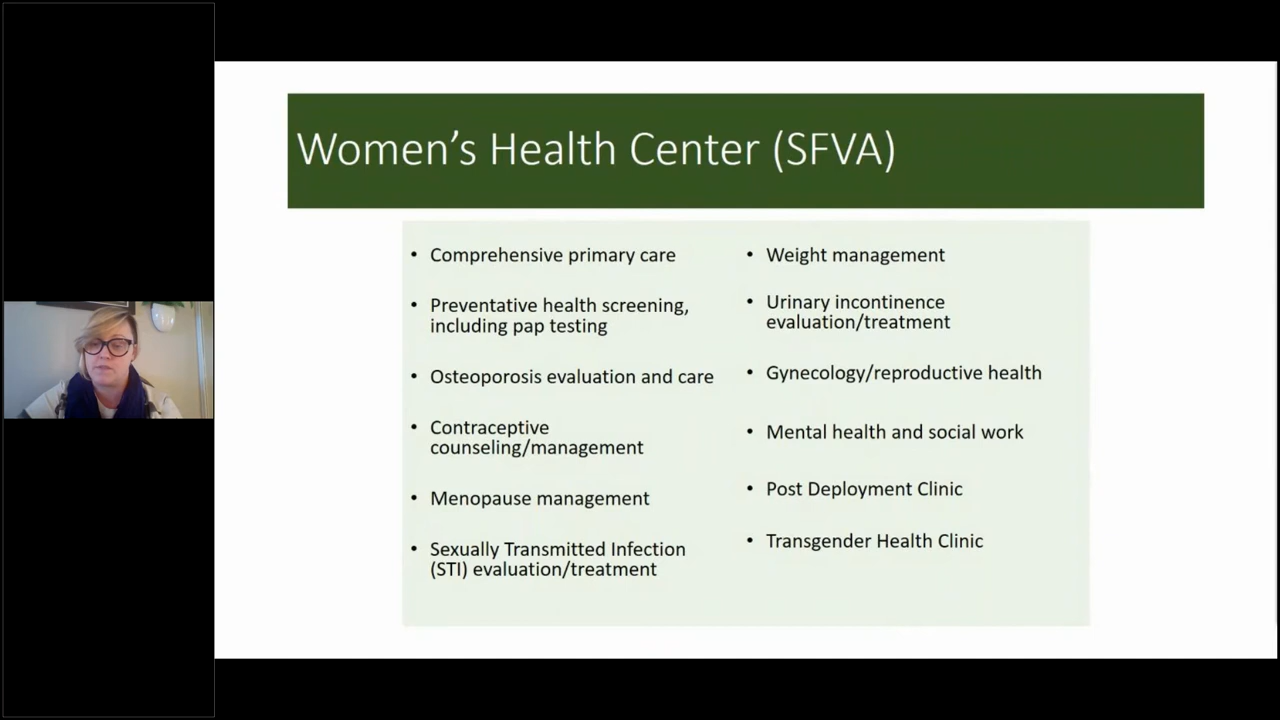 Women's Health Center (SFVA)
• Comprehensive primary care
• Preventative health screening,
including pap testing
• Osteoporosis evaluation and care
• Contraceptive
counseling/management
• Menopause management
• Sexually Transmitted Infection
(STI) evaluation/treatment
• Weight management
• Urinary incontinence
evaluation/treatment
• Gynecology/reproductive health
• Mental health and social work
• Post Deployment Clinic
• Transgender Health Clinic